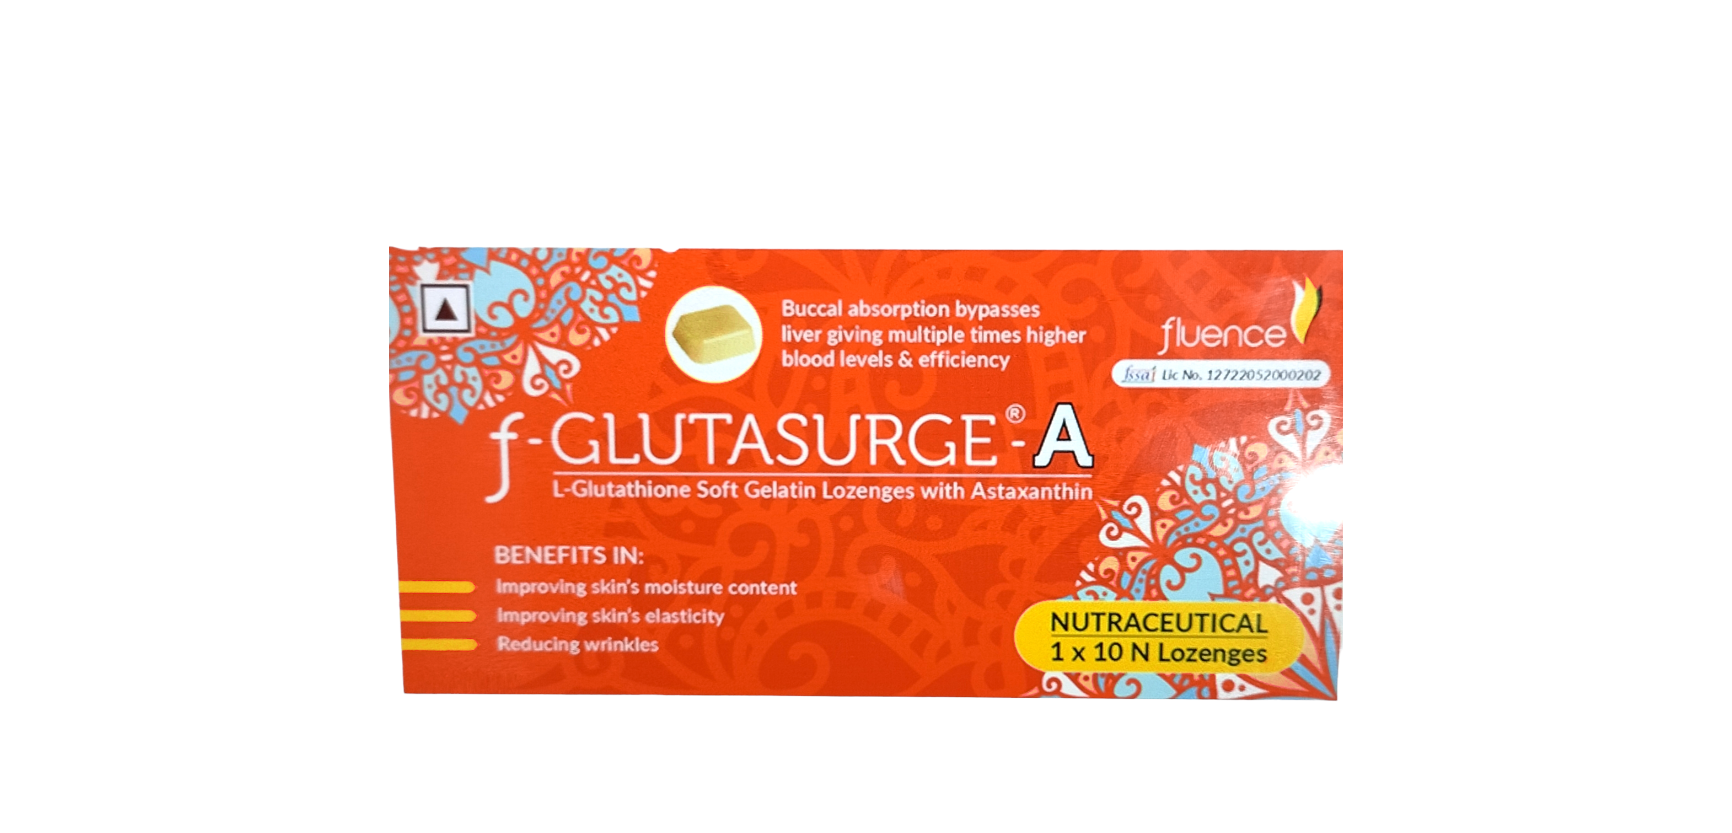 Buccal absorption bypasses
liver giving multiple times higher
blood levels & efficiency
fluence
fssai Lic No. 12722052000202
f-GLUTASURGE®-A
L-Glutathione Soft Gelatin Lozenges with Astaxanthin
BENEFITS IN:
Improving skin's moisture content
Improving skin's elasticity
Reducing wrinkles
NUTRACEUTICAL
1 x 10 N Lozenges